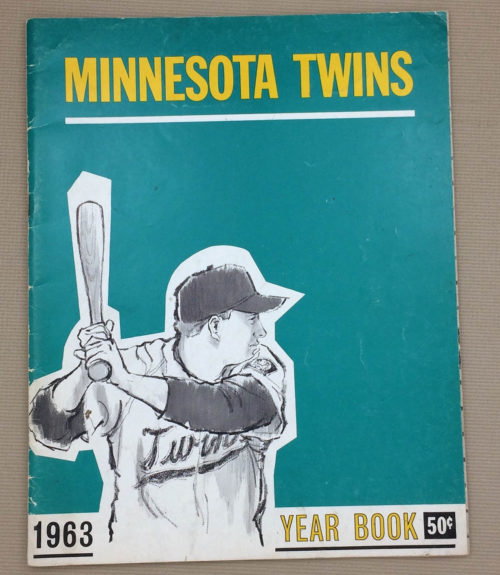 MINNESOTA TWINS
Twins
1963 YEAR BOOK 50¢